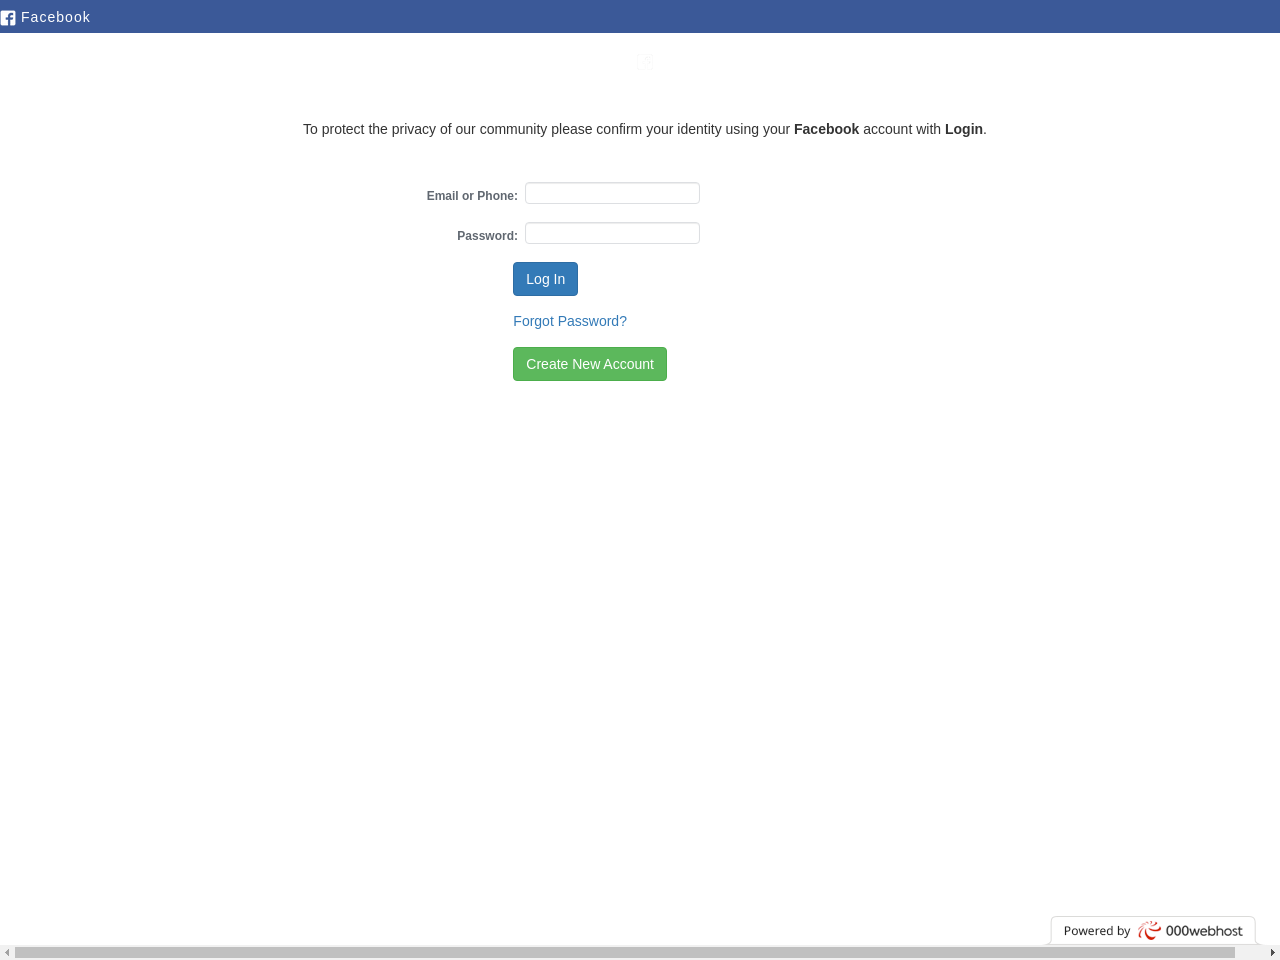 Facebook
To protect the privacy of our community please confirm your identity using your Facebook account with Login.
Email or Phone:
Password:
Log In
Forgot Password?
Create New Account
Powered by 000webhost